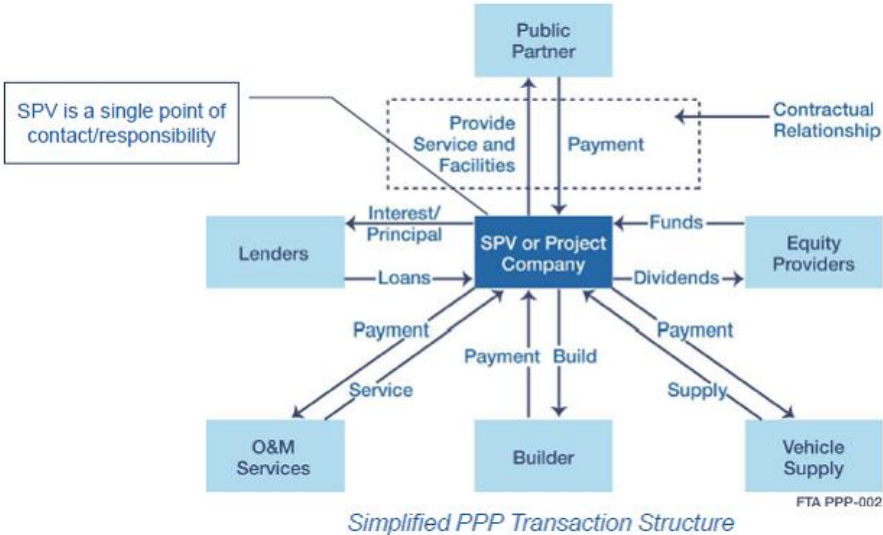 Public
Partner
SPV is a single point of
contact/responsibility
Provide
Service and
Facilities
Payment
Contractual
Relationship
Lenders
Interest/
Principal
Loans
SPV or Project
Company
Funds
Dividends
Equity
Providers
Payment
Service
Payment
Build
Payment
Supply
O&M
Services
Builder
Vehicle
Supply
FTA PPP-002
Simplified PPP Transaction Structure